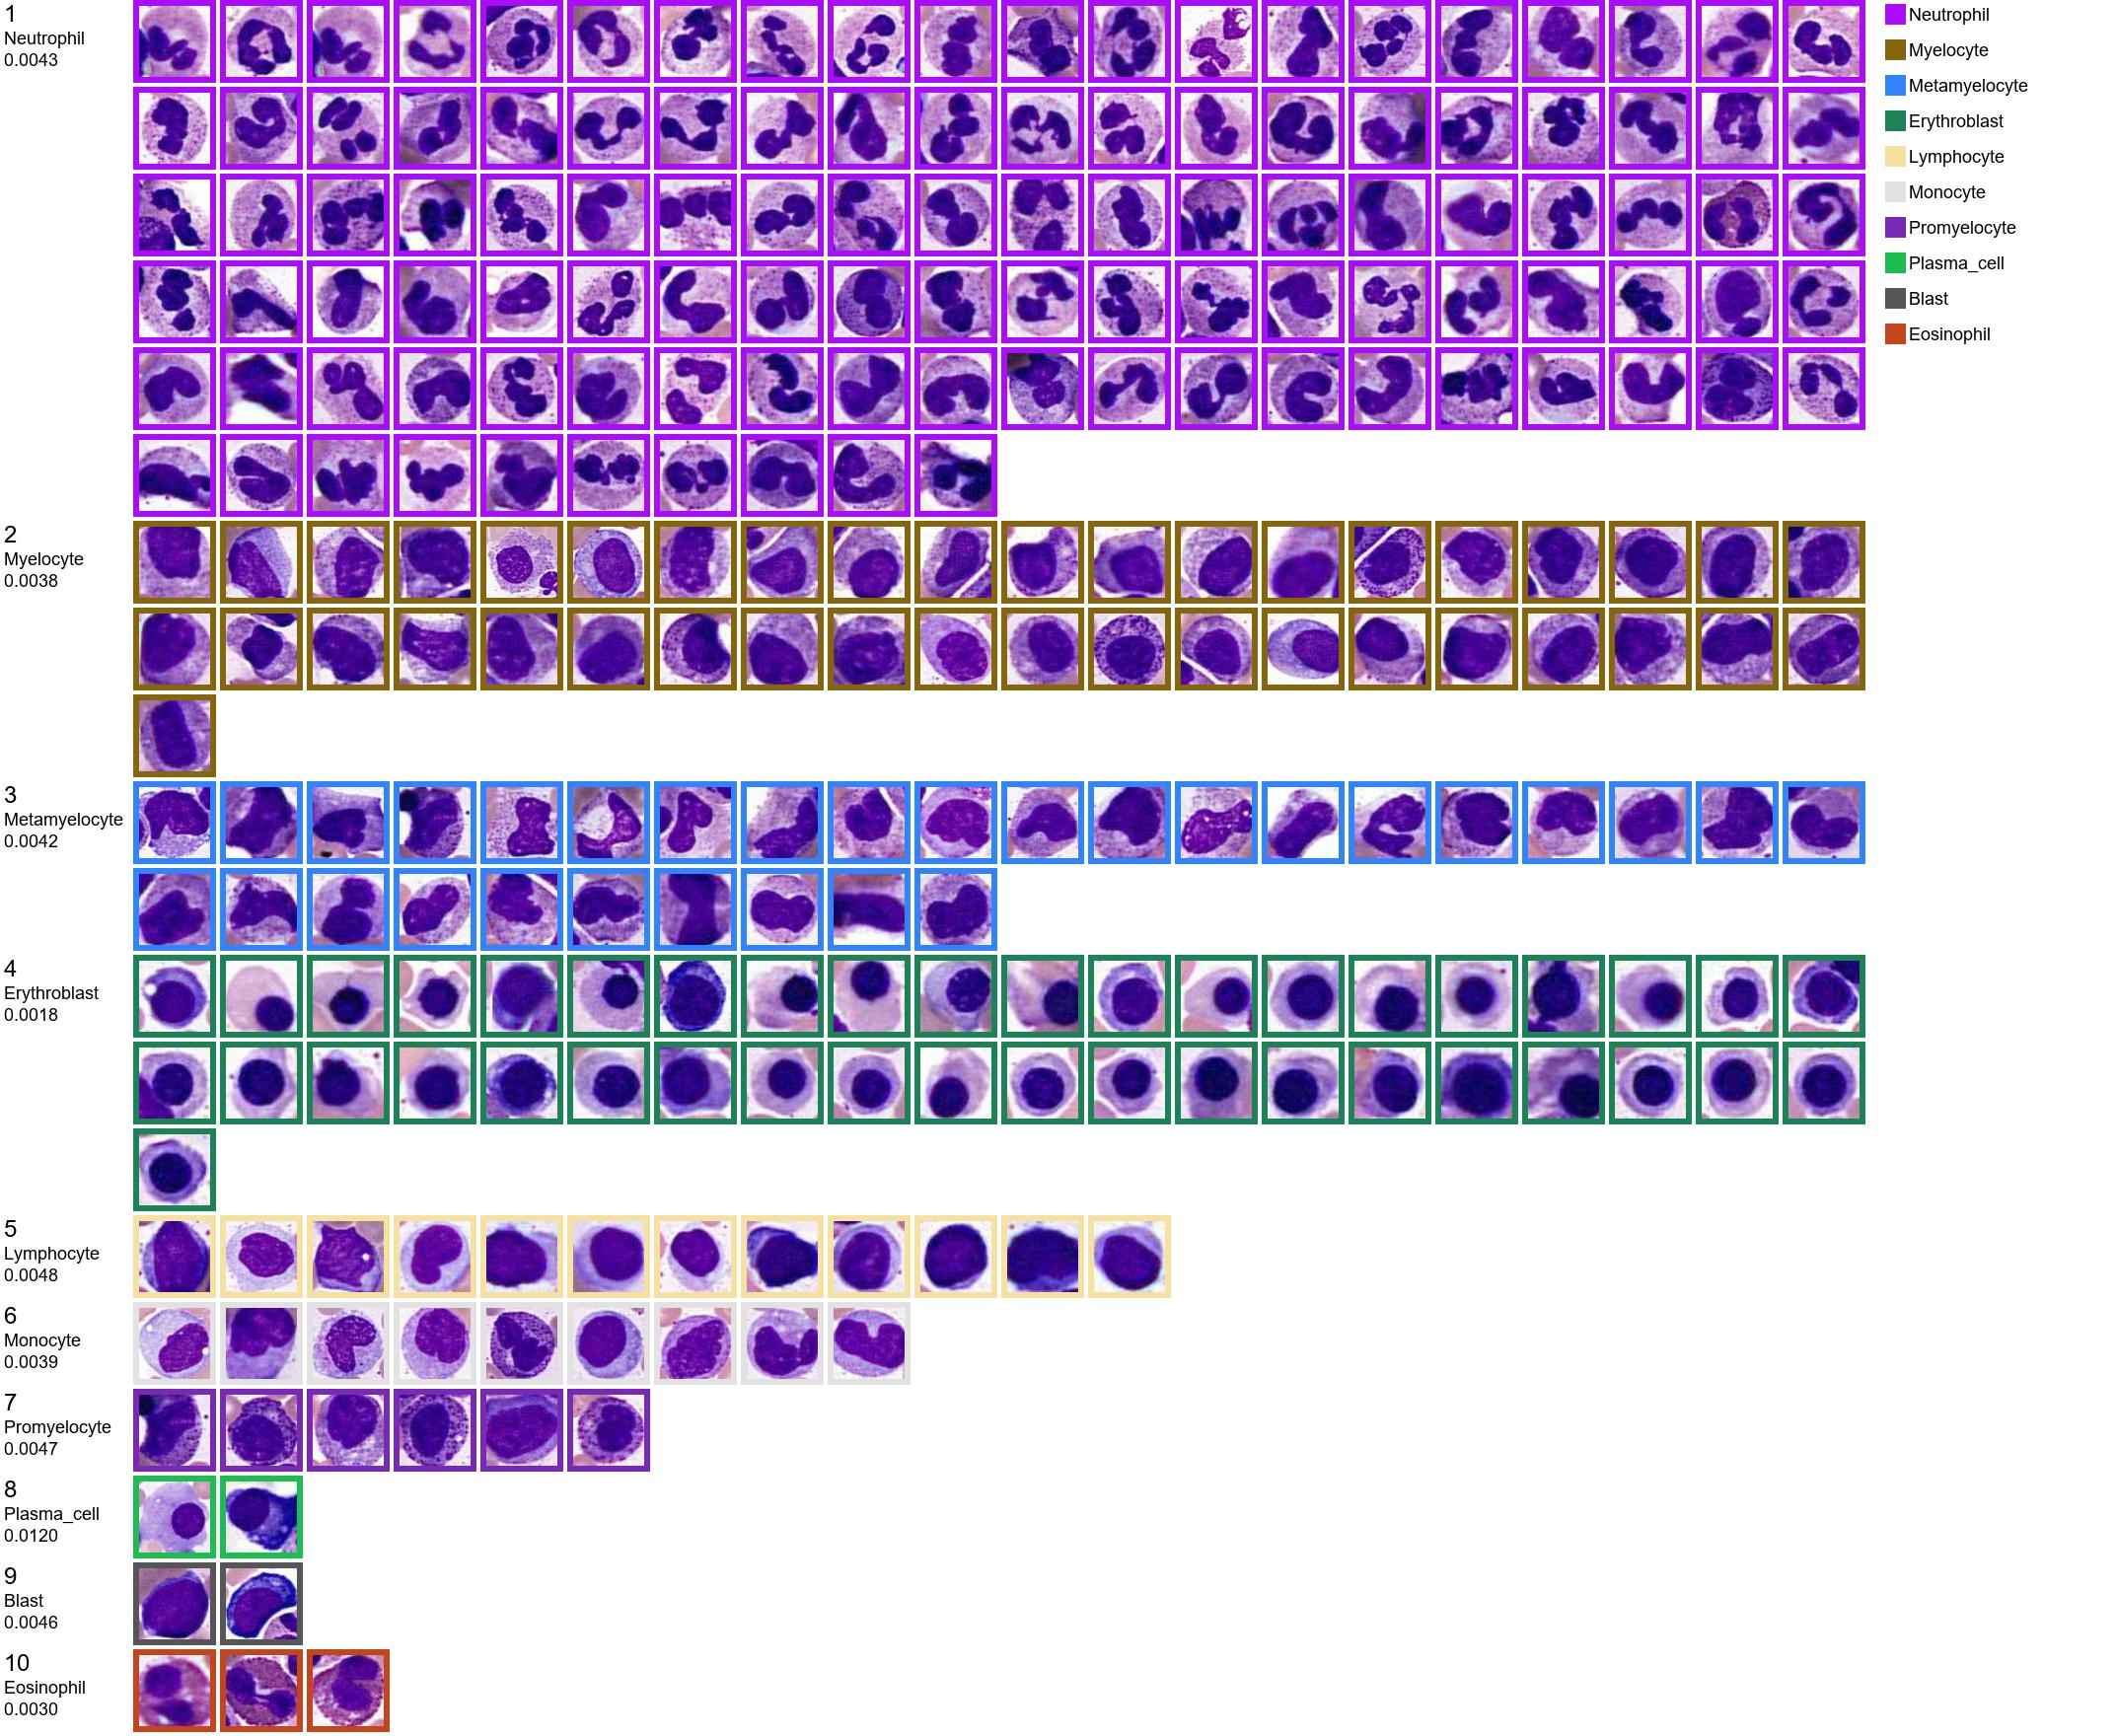 1
Neutrophil
0.0043
2
Myelocyte
0.0038
3
Metamyelocyte
0.0042
4
Erythroblast
0.0018
5
Lymphocyte
0.0048
6
Monocyte
0.0039
7
Promyelocyte
0.0047
8
Plasma_cell
0.0120
9
Blast
0.0046
10
Eosinophil
0.0030
Neutrophil
Myelocyte
Metamyelocyte
Erythroblast
Lymphocyte
Monocyte
Promyelocyte
Plasma_cell
Blast
Eosinophil